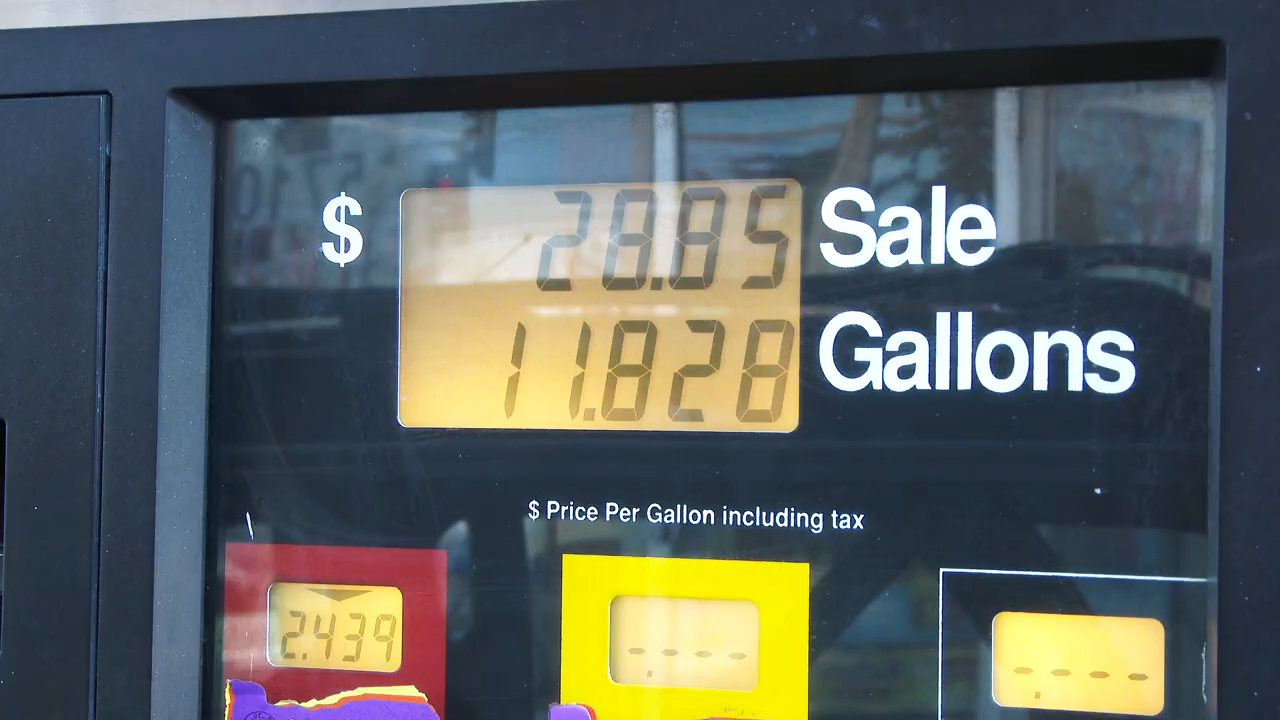 $ 28.85 Sale
11.828 Gallons
$ Price Per Gallon including tax
2.439
-.---
-.---